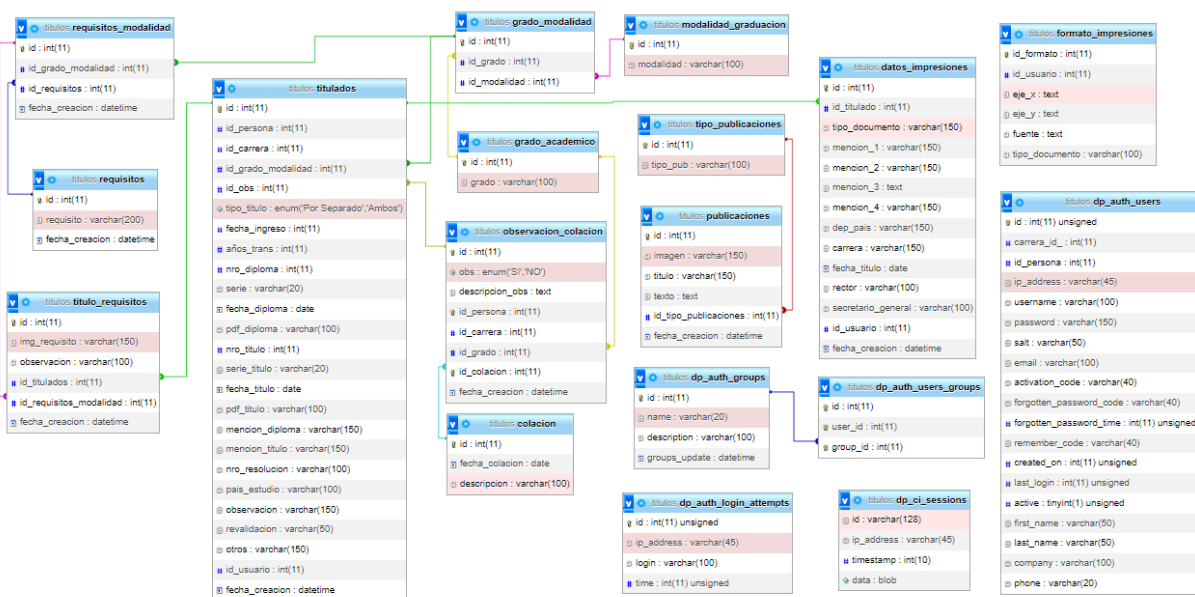 titulos requisitos_modalidad
id : int(11)
id_grado_modalidad : int(11)
id_requisitos : int(11)
fecha_creacion : datetime
titulos requisitos
id : int(11)
requisito : varchar(200)
fecha_creacion : datetime
titulos titulo_requisitos
id : int(11)
img_requisito : varchar(150)
observacion : varchar(100)
id_titulados : int(11)
id_requisitos_modalidad : int(11)
fecha_creacion : datetime
titulos titulados
id : int(11)
id_persona : int(11)
id_carrera : int(11)
id_grado_modalidad : int(11)
id_obs : int(11)
tipo_titulo : enum('Por Separado','Ambos')
fecha_ingreso : int(11)
años_trans : int(11)
nro_diploma : int(11)
serie : varchar(20)
fecha_diploma : date
pdf_diploma : varchar(100)
nro_titulo : int(11)
serie_titulo : varchar(20)
fecha_titulo : date
pdf_titulo : varchar(100)
mencion_diploma : varchar(150)
mencion_titulo : varchar(150)
nro_resolucion : varchar(100)
pais_estudio : varchar(100)
observacion : varchar(150)
revalidacion : varchar(50)
otros : varchar(150)
id_usuario : int(11)
fecha_creacion : datetime
titulos grado_modalidad
id : int(11)
id_grado : int(11)
id_modalidad : int(11)
titulos grado_academico
id : int(11)
grado : varchar(100)
titulos observacion_colacion
id : int(11)
obs : enum('SI','NO')
descripcion_obs : text
id_persona : int(11)
id_carrera : int(11)
id_grado : int(11)
id_colacion : int(11)
fecha_creacion : datetime
titulos colacion
id : int(11)
fecha_colacion : date
descripcion : varchar(100)
titulos modalidad_graduacion
id : int(11)
modalidad : varchar(100)
titulos tipo_publicaciones
id : int(11)
tipo_pub : varchar(100)
titulos publicaciones
id : int(11)
imagen : varchar(150)
titulo : varchar(150)
texto : text
id_tipo_publicaciones : int(11)
fecha_creacion : datetime
titulos dp_auth_groups
id : int(11)
name : varchar(20)
description : varchar(100)
groups_update : datetime
titulos dp_auth_login_attempts
id : int(11) unsigned
ip_address : varchar(45)
login : varchar(100)
time : int(11) unsigned
titulos datos_impresiones
id : int(11)
id_titulado : int(11)
tipo_documento : varchar(150)
mencion_1 : varchar(150)
mencion_2 : varchar(150)
mencion_3 : text
mencion_4 : varchar(150)
dep_pais : varchar(150)
carrera : varchar(150)
fecha_titulo : date
rector : varchar(100)
secretario_general : varchar(100)
id_usuario : int(11)
fecha_creacion : datetime
titulos dp_auth_users_groups
id : int(11)
user_id : int(11)
group_id : int(11)
titulos dp_ci_sessions
id : varchar(128)
ip_address : varchar(45)
timestamp : int(10)
data : blob
titulos formato_impresiones
id_formato : int(11)
id_usuario : int(11)
eje_x : text
eje_y : text
fuente : text
tipo_documento : varchar(100)
titulos dp_auth_users
id : int(11) unsigned
carrera_id_ : int(11)
id_persona : int(11)
ip_address : varchar(45)
username : varchar(100)
password : varchar(150)
salt : varchar(50)
email : varchar(100)
activation_code : varchar(40)
forgotten_password_code : varchar(40)
forgotten_password_time : int(11) unsigned
remember_code : varchar(40)
created_on : int(11) unsigned
last_login : int(11) unsigned
active : tinyint(1) unsigned
first_name : varchar(50)
last_name : varchar(50)
company : varchar(100)
phone : varchar(20)